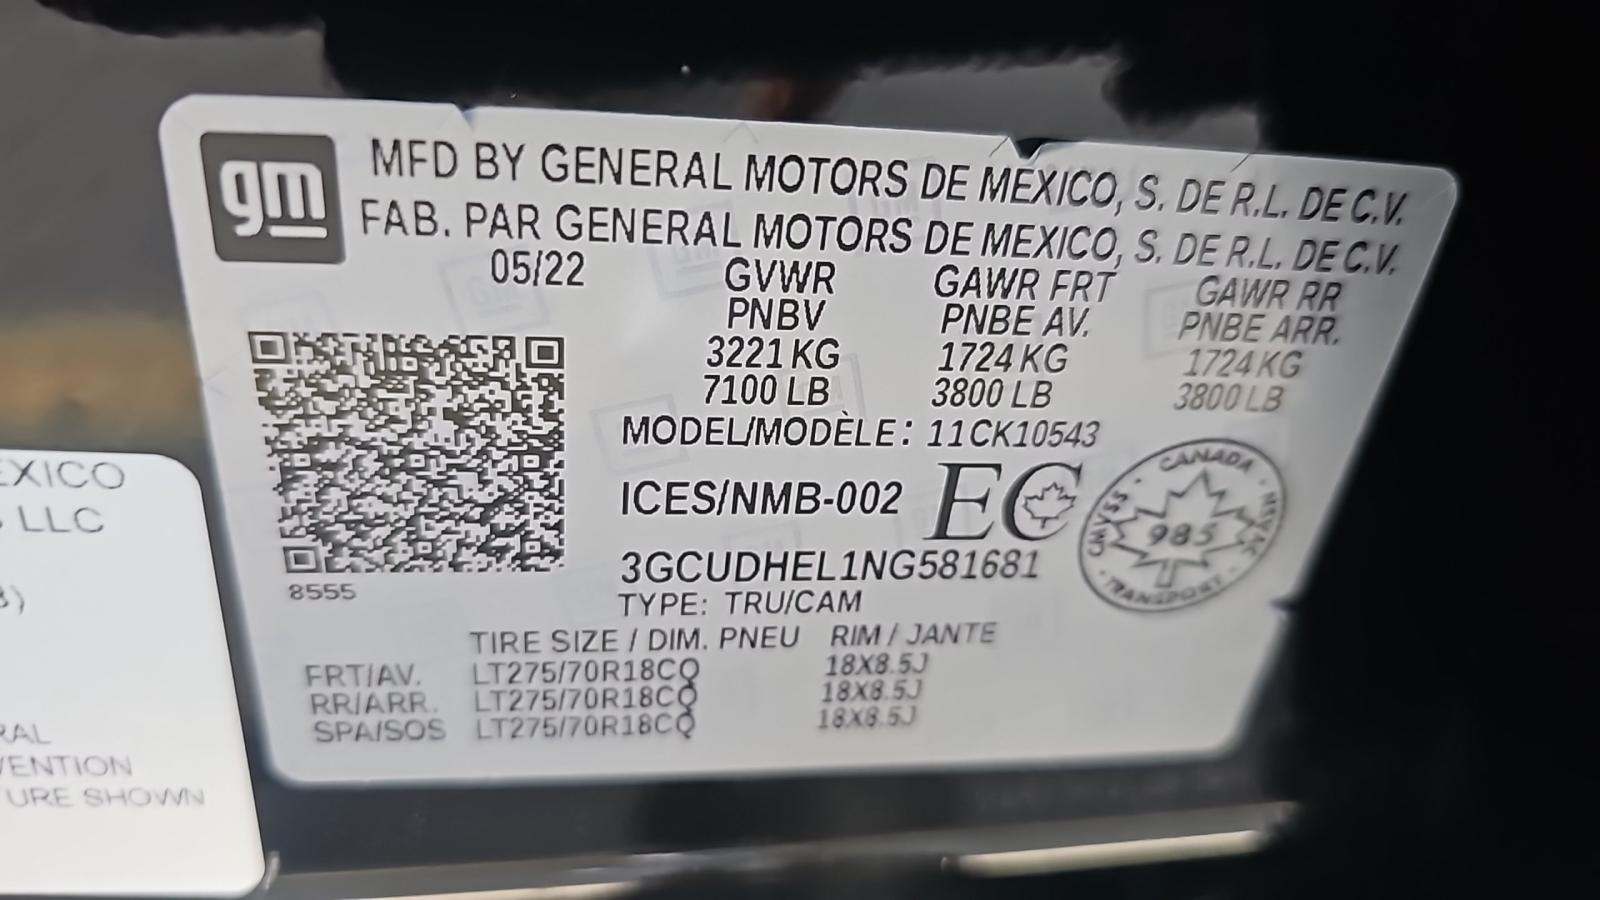 gm
MFD BY GENERAL MOTORS DE MEXICO, S. DE R.L. DE C.V.
FAB. PAR GENERAL MOTORS DE MEXICO, S. DE R.L. DE C.V.
05/22
GVWR GAWR FRT GAWR RR
PNBV PNBE AV. PNBE ARR.
3221 KG 1724 KG 1724 KG
7100 LB 3800 LB 3800 LB
MODEL/MODÈLE: 11CK10543
ICES/NMB-002 EC
CANADA
CMVSS - NSVAC
985
TRANSPORT
3GCUDHEL1NG581681
8555
TYPE: TRU/CAM
TIRE SIZE / DIM. PNEU RIM / JANTE
FRT/AV. LT275/70R18CQ 18X8.5J
RR/ARR. LT275/70R18CQ 18X8.5J
SPA/SOS LT275/70R18CQ 18X8.5J
EXICO
LLC
RAL
VENTION
URE SHOWN